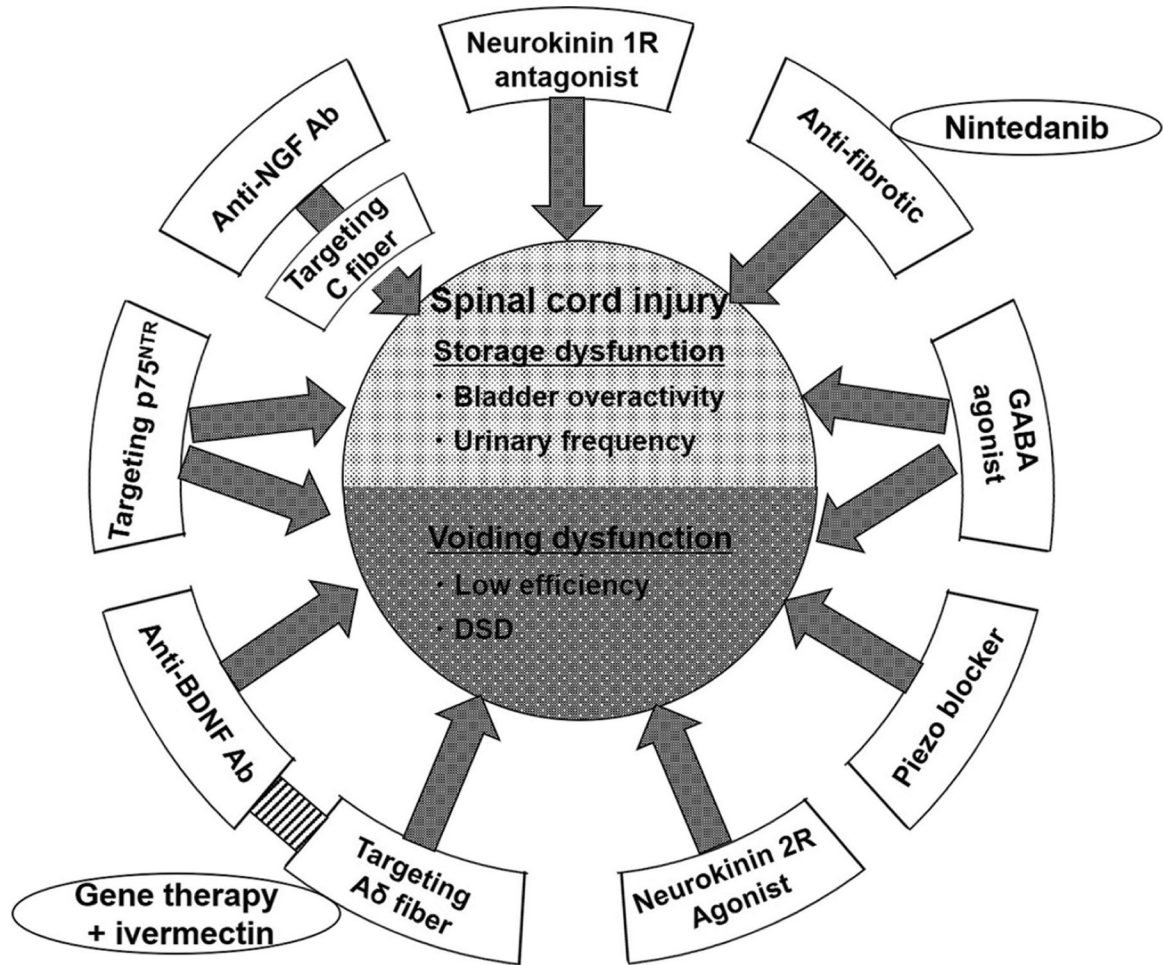 Neurokinin 1R
antagonist
Anti-fibrotic
Nintedanib
Anti-NGF Ab
Targeting
C fiber
Spinal cord injury
Storage dysfunction
・Bladder overactivity
・Urinary frequency
Targeting p75ᴺᵀᴿ
GABA
agonist
Voiding dysfunction
・Low efficiency
・DSD
Anti-BDNF Ab
Piezo blocker
Targeting
Aδ fiber
Neurokinin 2R
Agonist
Gene therapy
+ ivermectin